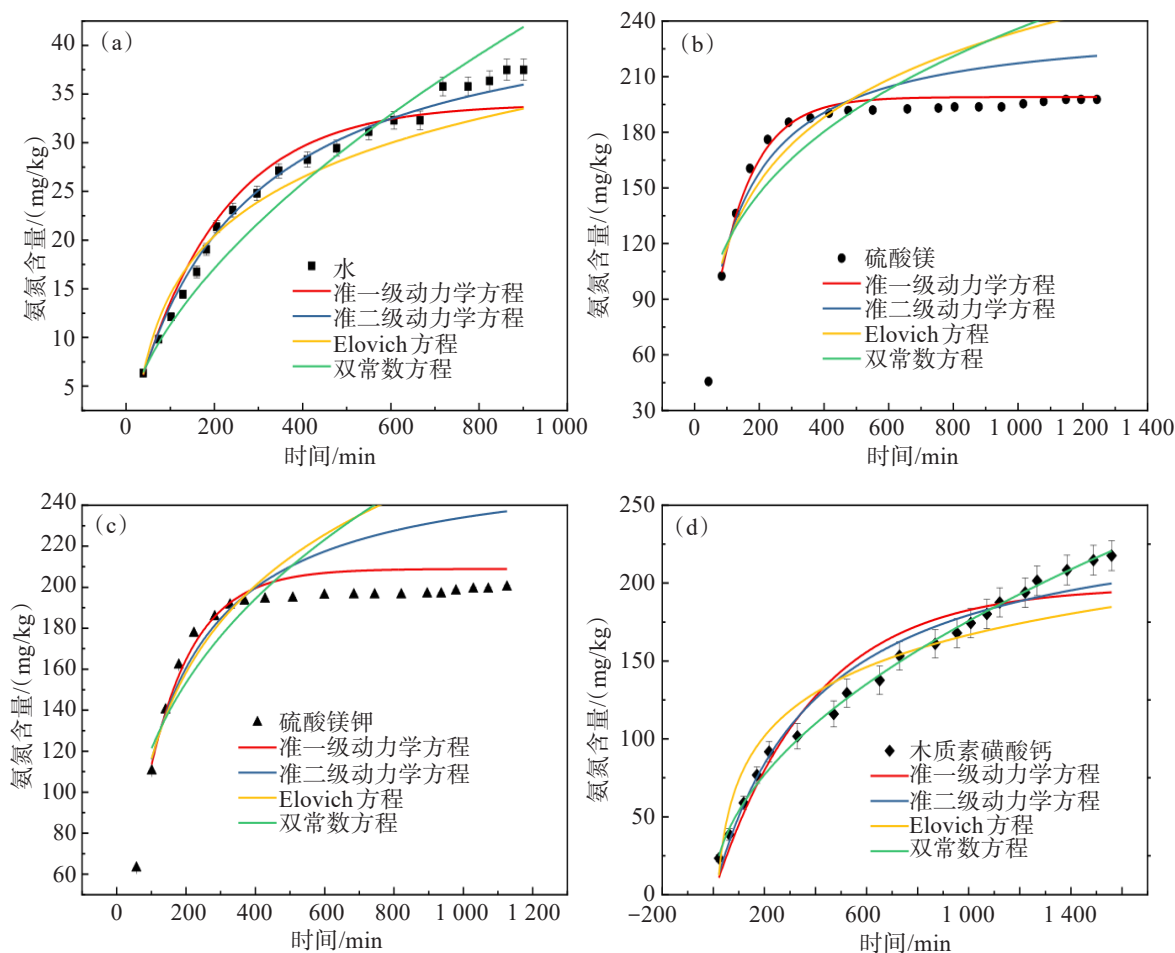 (a)
氨氮含量/(mg/kg)
40
35
30
25
20
15
10
5
水
准一级动力学方程
准二级动力学方程
Elovich方程
双常数方程
0 200 400 600 800 1 000
时间/min
(b)
氨氮含量/(mg/kg)
240
210
180
150
120
90
60
30
硫酸镁
准一级动力学方程
准二级动力学方程
Elovich方程
双常数方程
0 200 400 600 800 1 000 1 200 1 400
时间/min
(c)
氨氮含量/(mg/kg)
240
220
200
180
160
140
120
100
80
60
硫酸镁钾
准一级动力学方程
准二级动力学方程
Elovich方程
双常数方程
0 200 400 600 800 1 000 1 200
时间/min
(d)
氨氮含量/(mg/kg)
250
200
150
100
50
0
木质素磺酸钙
准一级动力学方程
准二级动力学方程
Elovich方程
双常数方程
−200 200 600 1 000 1 400
时间/min